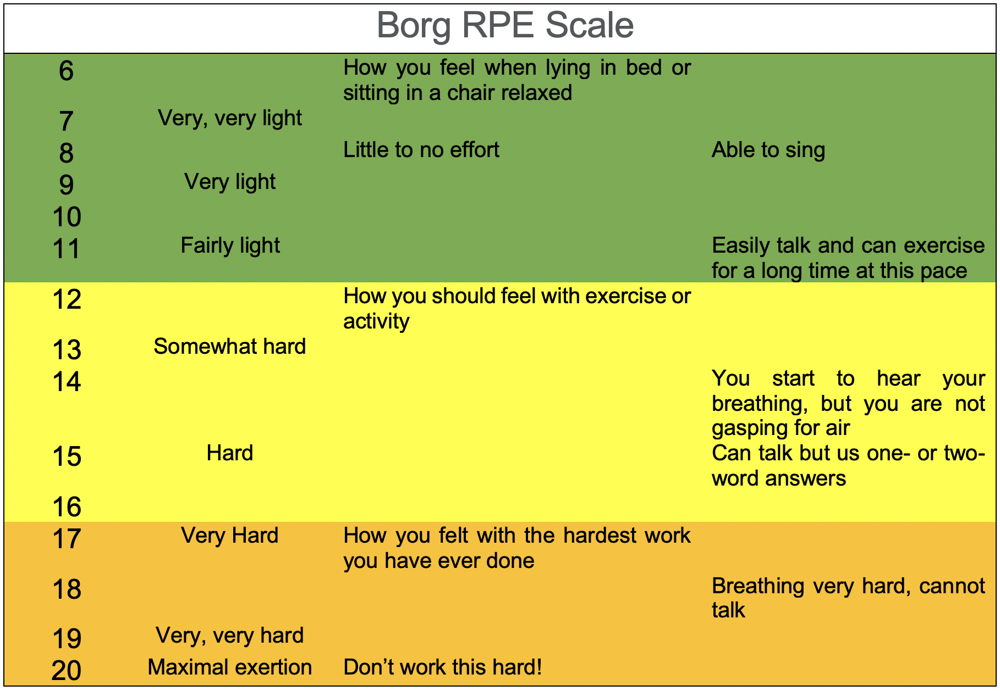 Borg RPE Scale
6 How you feel when lying in bed or
sitting in a chair relaxed
7 Very, very light
8 Little to no effort Able to sing
9 Very light
10
11 Fairly light Easily talk and can exercise
for a long time at this pace
12 How you should feel with exercise or
activity
13 Somewhat hard
14 You start to hear your
breathing, but you are not
gasping for air
15 Hard Can talk but us one- or two-
word answers
16
17 Very Hard How you felt with the hardest work
you have ever done
18 Breathing very hard, cannot
talk
19 Very, very hard
20 Maximal exertion Don’t work this hard!